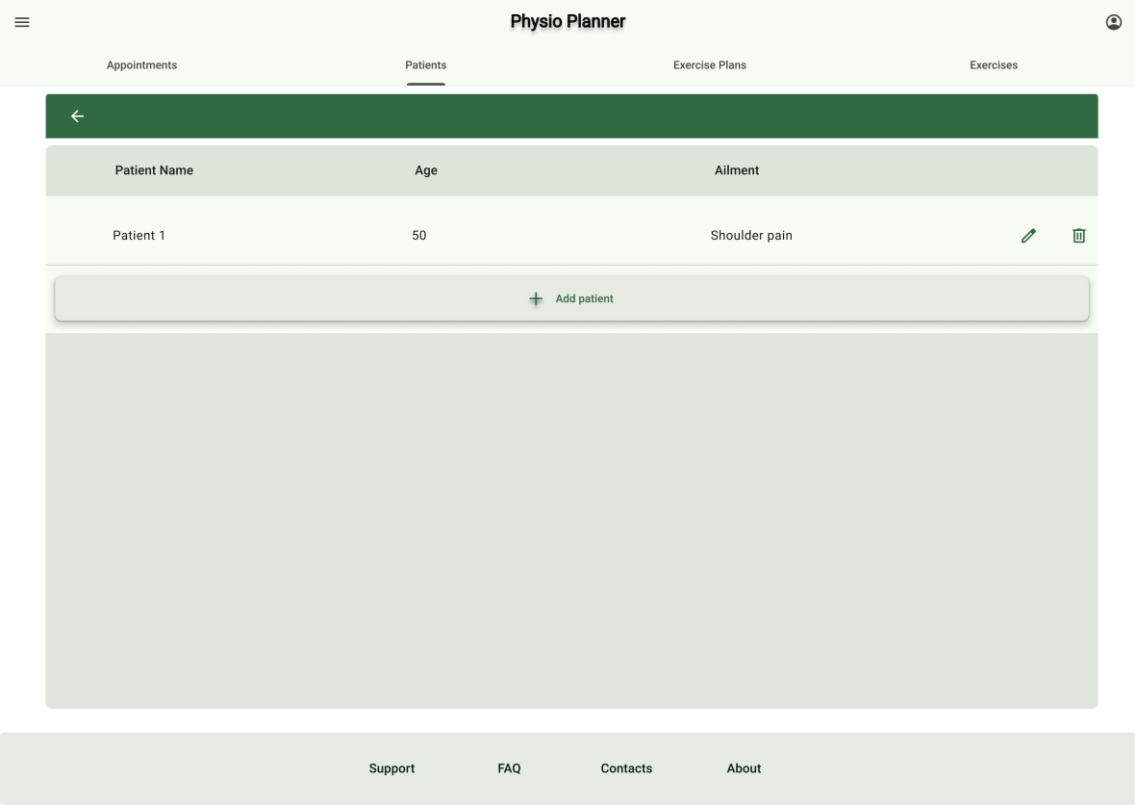 Physio Planner
Appointments Patients Exercise Plans Exercises
Patient Name Age Ailment
Patient 1 50 Shoulder pain
Add patient
Support FAQ Contacts About